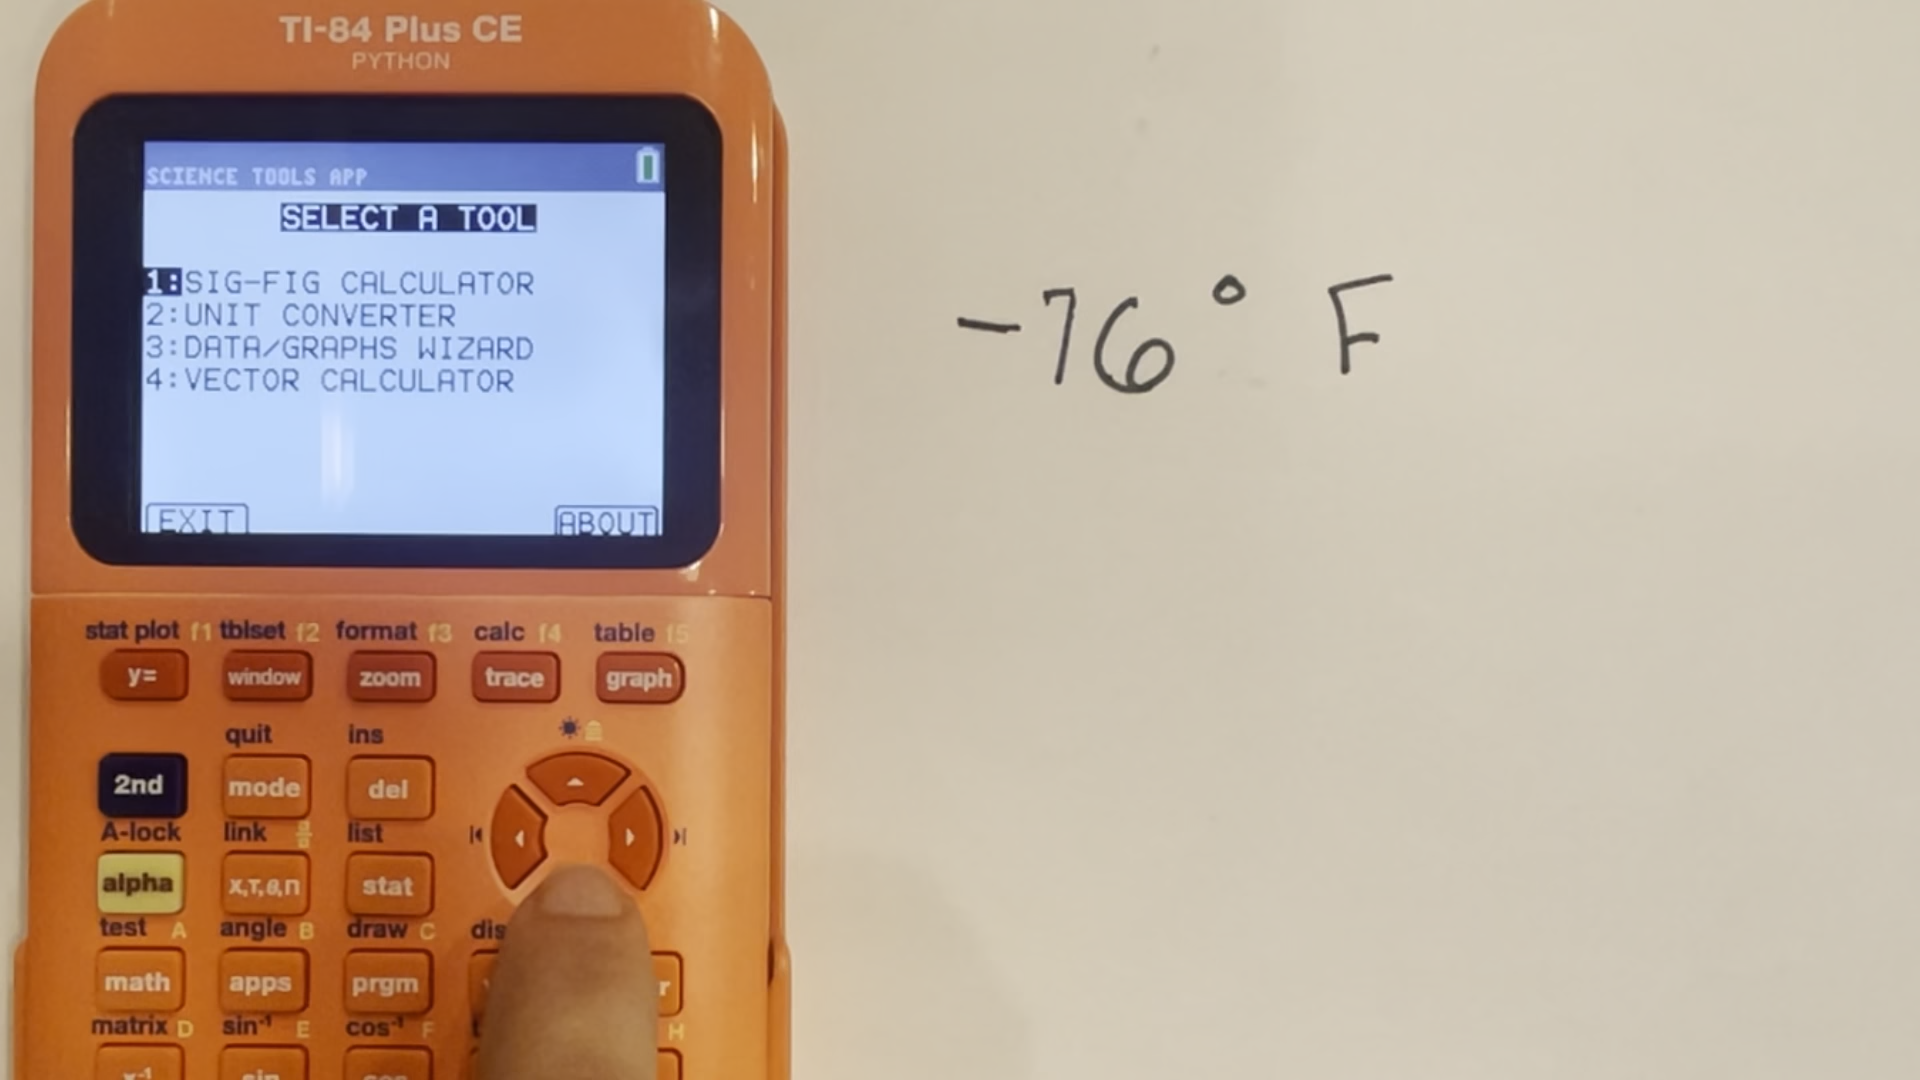 TI-84 Plus CE
PYTHON
SCIENCE TOOLS APP
SELECT A TOOL
1:SIG-FIG CALCULATOR
2:UNIT CONVERTER
3:DATA/GRAPHS WIZARD
4:VECTOR CALCULATOR
EXIT ABOUT
-76° F
stat plot f1 tblset f2 format f3 calc f4 table f5
y= window zoom trace graph
quit ins
2nd mode del
A-lock link list
alpha X,T,θ,n stat
test A angle B draw C
math apps prgm
matrix D sin⁻¹ E cos⁻¹ F H
x⁻¹ sin cos